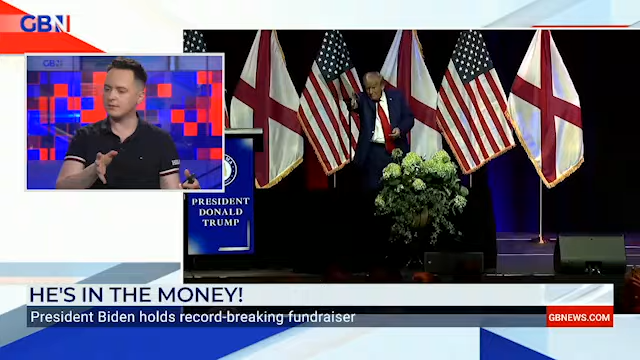 GBN
GBN
PRESIDENT
DONALD
TRUMP
HE'S IN THE MONEY!
President Biden holds record-breaking fundraiser
GBNEWS.COM